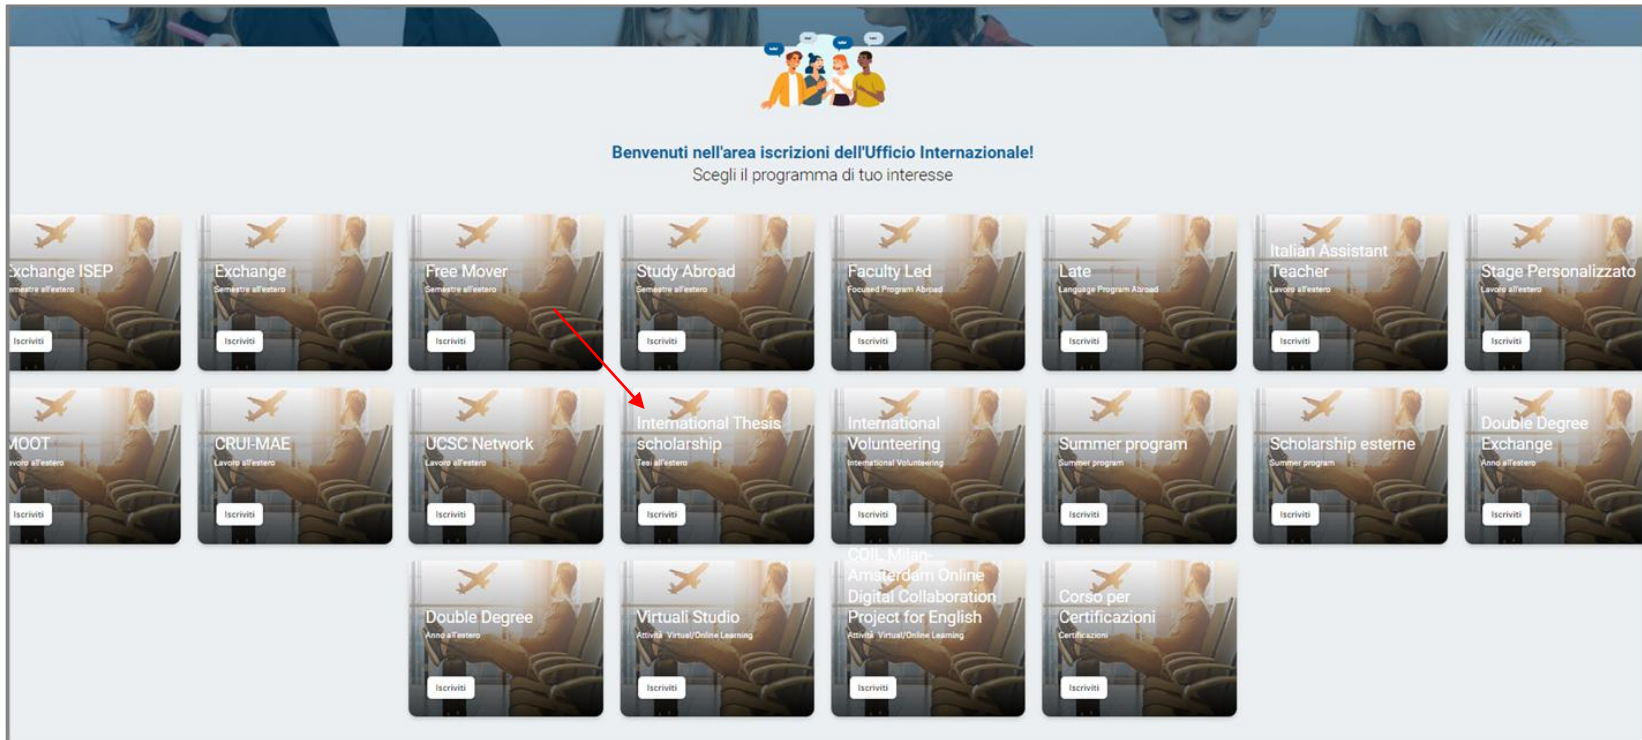 Benvenuti nell'area iscrizioni dell'Ufficio Internazionale!
Scegli il programma di tuo interesse
Exchange ISEP
Semestre all'estero
Iscriviti
Exchange
Semestre all'estero
Iscriviti
Free Mover
Semestre all'estero
Iscriviti
Study Abroad
Semestre all'estero
Iscriviti
Faculty Led
Focused Program Abroad
Iscriviti
Late
Language Program Abroad
Iscriviti
Italian Assistant
Teacher
Lavoro all'estero
Iscriviti
Stage Personalizzato
Lavoro all'estero
Iscriviti
MOOT
Lavoro all'estero
Iscriviti
CRUI-MAE
Lavoro all'estero
Iscriviti
UCSC Network
Lavoro all'estero
Iscriviti
International Thesis
scholarship
Tesi all'estero
Iscriviti
International
Volunteering
International Volunteering
Iscriviti
Summer program
Summer program
Iscriviti
Scholarship esterne
Summer program
Iscriviti
Double Degree
Exchange
Anno all'estero
Iscriviti
Double Degree
Anno all'estero
Iscriviti
Virtuali Studio
Attività Virtual/Online Learning
Iscriviti
COIL Milan-
Amsterdam Online
Digital Collaboration
Project for English
Attività Virtual/Online Learning
Iscriviti
Corso per
Certificazioni
Certificazioni
Iscriviti